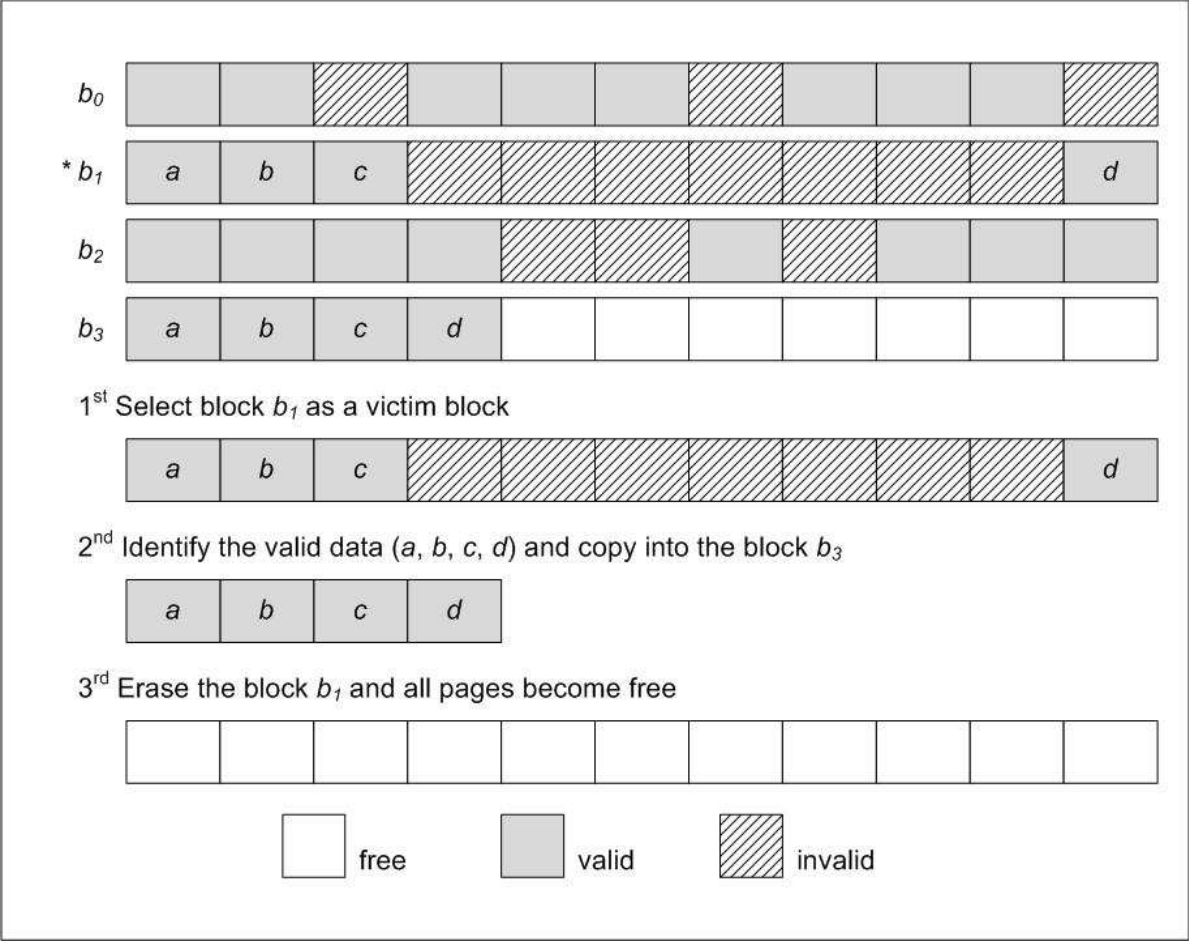 b0
* b1 a b c d
b2
b3 a b c d
1st Select block b1 as a victim block
a b c d
2nd Identify the valid data (a, b, c, d) and copy into the block b3
a b c d
3rd Erase the block b1 and all pages become free
free valid invalid